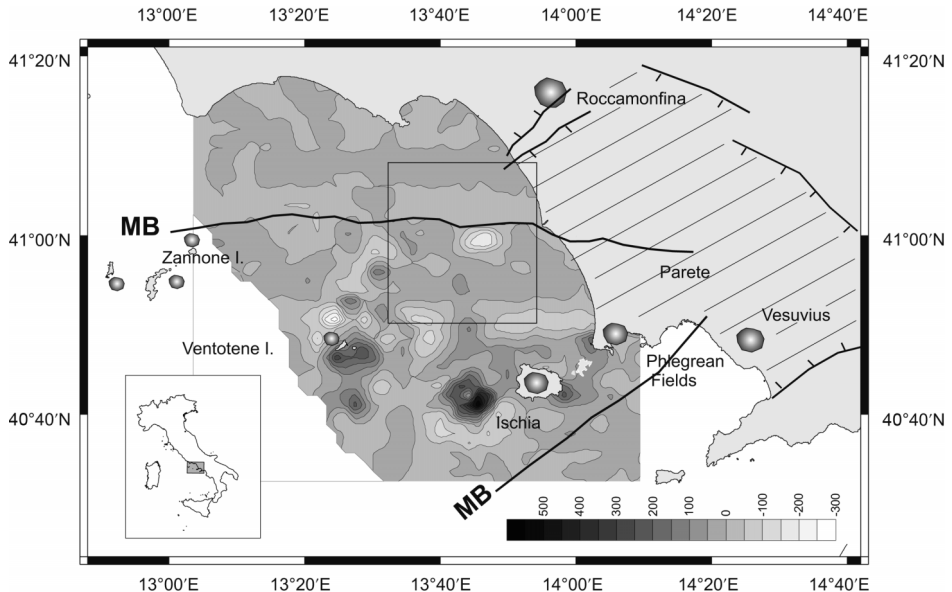 13°00′E 13°20′E 13°40′E 14°00′E 14°20′E 14°40′E
41°20′N 41°20′N
Roccamonfina
MB
41°00′N 41°00′N
Zannone I.
Parete
Vesuvius
Ventotene I.
Phlegrean
Fields
40°40′N 40°40′N
Ischia
MB
500 400 300 200 100 0 -100 -200 -300
13°00′E 13°20′E 13°40′E 14°00′E 14°20′E 14°40′E